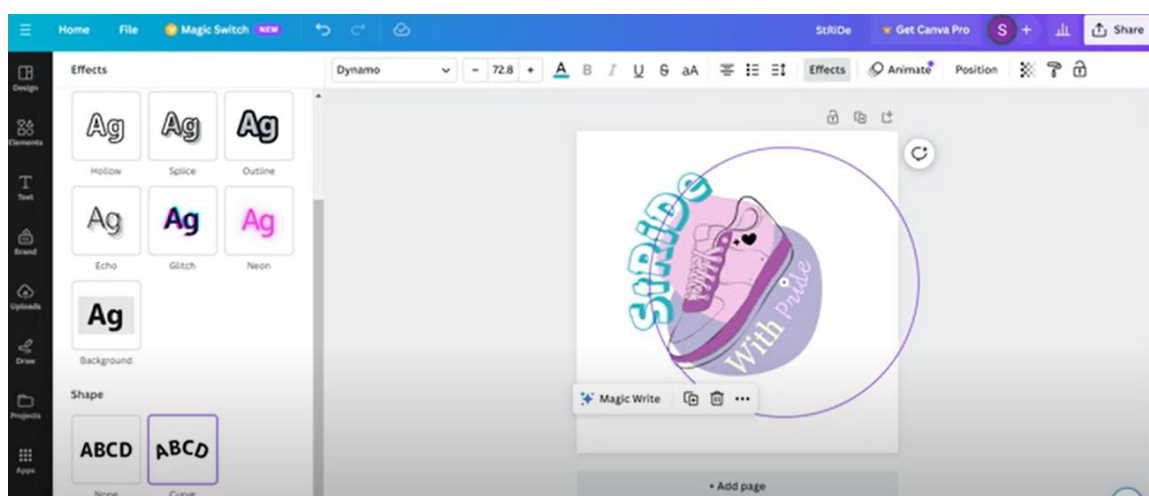 Home File Magic Switch NEW StRiDe Get Canva Pro S + Share
Effects
Dynamo - 72.8 + A B I U S aA Effects Animate Position
Design
Elements
Text
Brand
Uploads
Draw
Projects
Apps
Ag Ag Ag
Hollow Splice Outline
Ag Ag Ag
Echo Glitch Neon
Ag
Background
Shape
ABCD ABCD
None Curve
StRiDe
With Pride
Magic Write
+ Add page